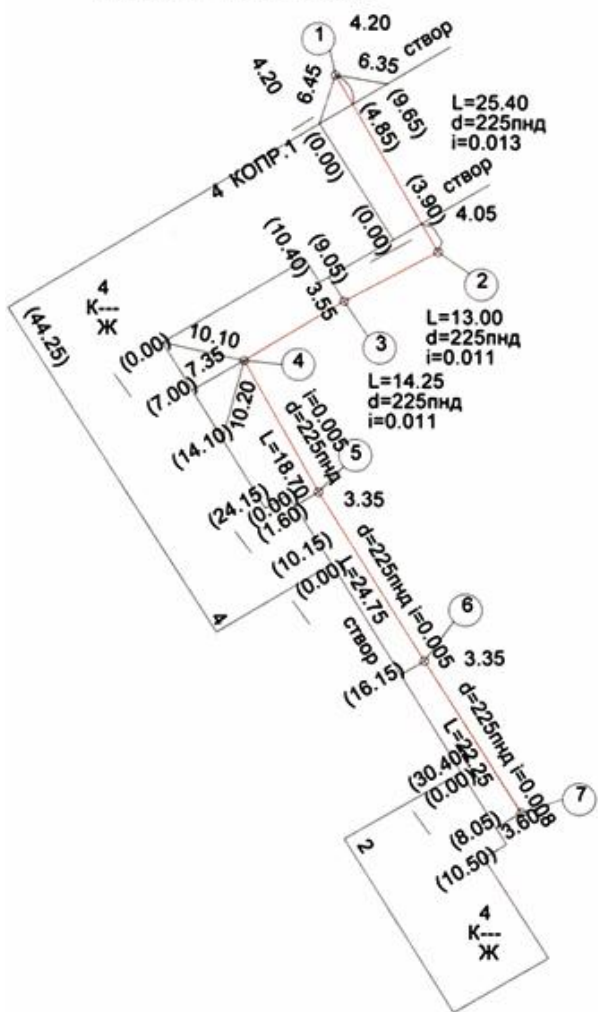 4.20
1
створ
4.20
6.45
6.35
(9.65)
(4.85)
L=25.40
d=225пнд
i=0.013
(0.00)
4 КОПР.1
створ
(3.90)
4.05
(0.00)
2
(10.40)
(9.05)
3.55
4
К---
Ж
(44.25)
3
L=13.00
d=225пнд
i=0.011
10.10
(0.00)
7.35
4
(7.00)
L=14.25
d=225пнд
i=0.011
10.20
(14.10)
i=0.005
d=225пнд
L=18.70
5
(24.15)
(0.00)
(1.60)
3.35
(10.15)
(0.00)
d=225пнд i=0.005
L=24.75
4
створ
6
3.35
(16.15)
d=225пнд i=0.008
L=22.25
(30.40)
(0.00)
7
(8.05)
3.60
2
(10.50)
4
К---
Ж